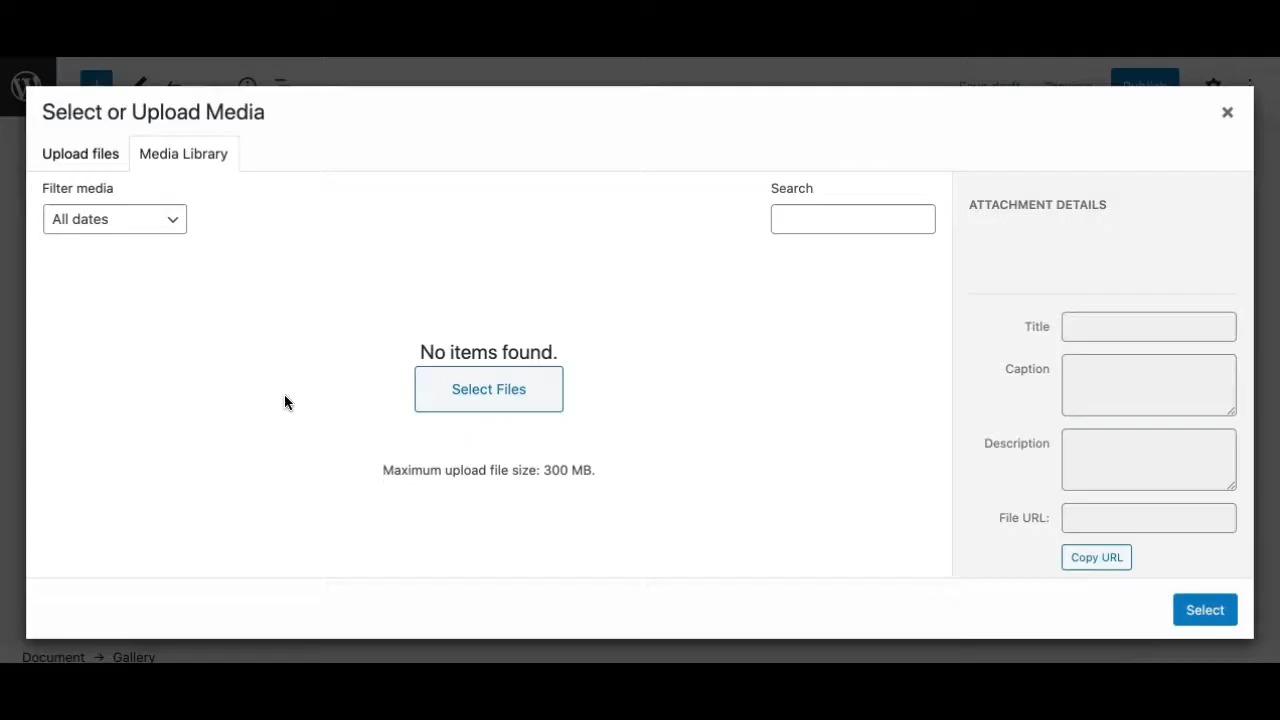 Publish
Select or Upload Media
Upload files
Media Library
Filter media
All dates
Search
ATTACHMENT DETAILS
No items found.
Select Files
Maximum upload file size: 300 MB.
Title
Caption
Description
File URL:
Copy URL
Select
Document → Gallery